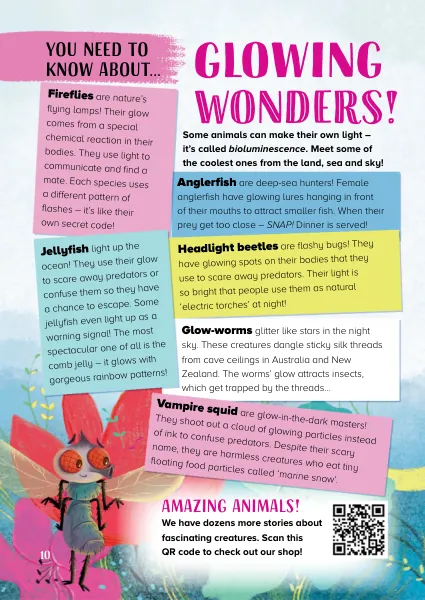 YOU NEED TO
KNOW ABOUT...
GLOWING
WONDERS!
Some animals can make their own light –
it's called bioluminescence. Meet some of
the coolest ones from the land, sea and sky!
Fireflies are nature's
flying lamps! Their glow
comes from a special
chemical reaction in their
bodies. They use light to
communicate and find a
mate. Each species uses
a different pattern of
flashes – it's like their
own secret code!
Anglerfish are deep-sea hunters! Female
anglerfish have glowing lures hanging in front
of their mouths to attract smaller fish. When their
prey get too close – SNAP! Dinner is served!
Jellyfish light up the
ocean! They use their glow
to scare away predators or
confuse them so they have
a chance to escape. Some
jellyfish even light up as a
warning signal! The most
spectacular one of all is the
comb jelly – it glows with
gorgeous rainbow patterns!
Headlight beetles are flashy bugs! They
have glowing spots on their bodies that they
use to scare away predators. Their light is
so bright that people use them as natural
'electric torches' at night!
Glow-worms glitter like stars in the night
sky. These creatures dangle sticky silk threads
from cave ceilings in Australia and New
Zealand. The worms' glow attracts insects,
which get trapped by the threads...
Vampire squid are glow-in-the-dark masters!
They shoot out a cloud of glowing particles instead
of ink to confuse predators. Despite their scary
name, they are harmless creatures who eat tiny
floating food particles called 'marine snow'.
AMAZING ANIMALS!
We have dozens more stories about
fascinating creatures. Scan this
QR code to check out our shop!
10